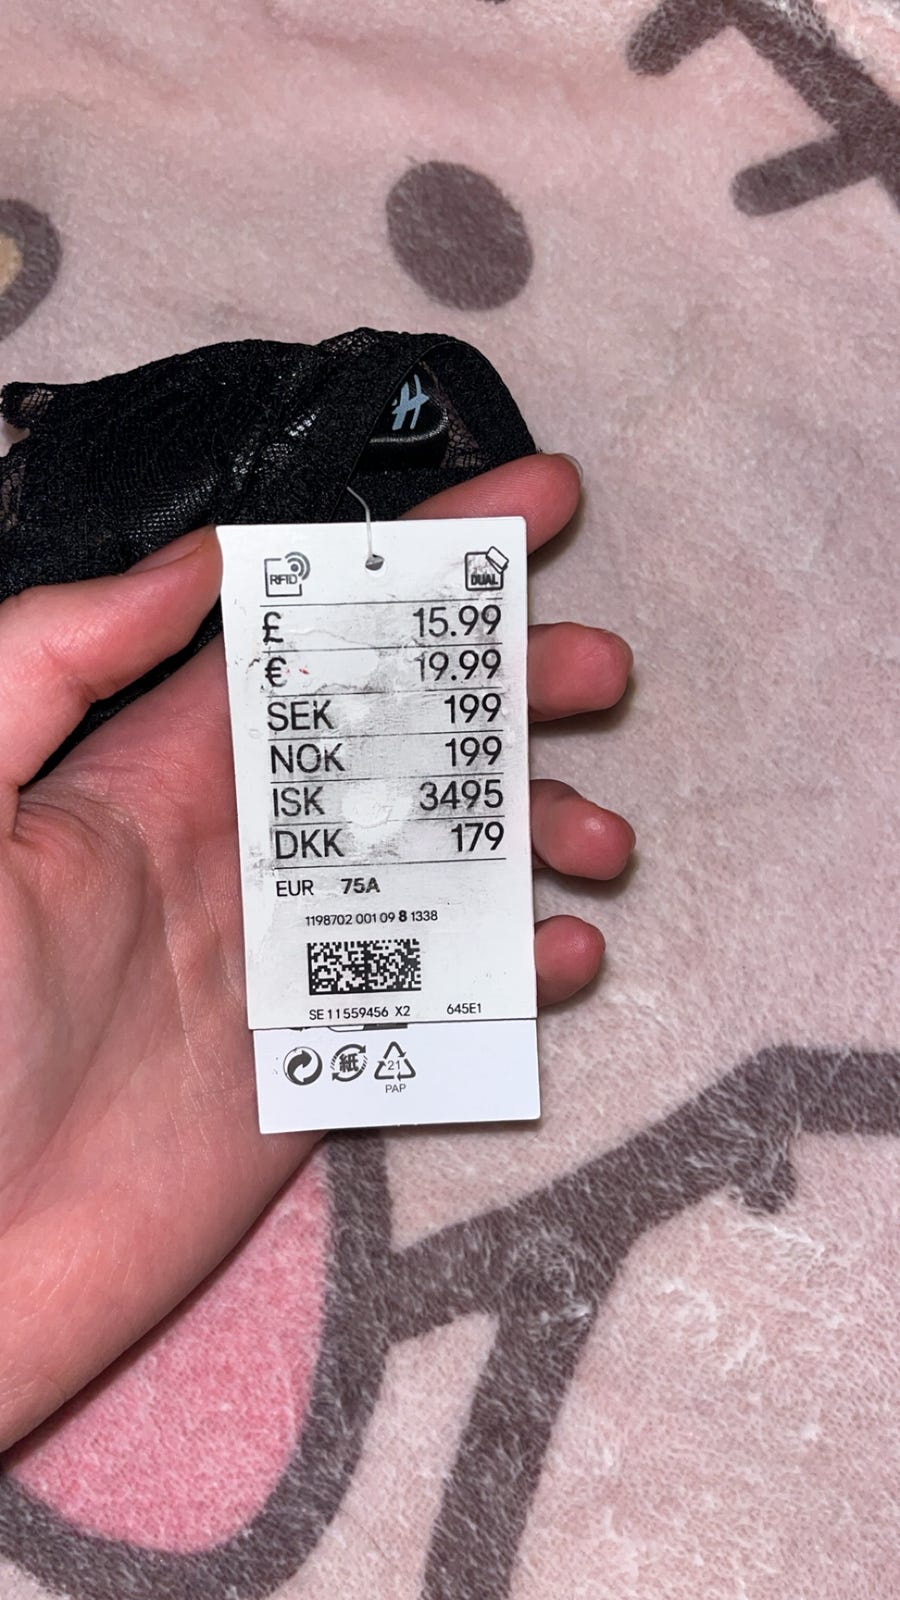 H
RFID
DUAL
£ 15.99
€ 19.99
SEK 199
NOK 199
ISK 3495
DKK 179
EUR 75A
1198702 001 09 8 1338
SE 11559456 X2 645E1
紙
21
PAP